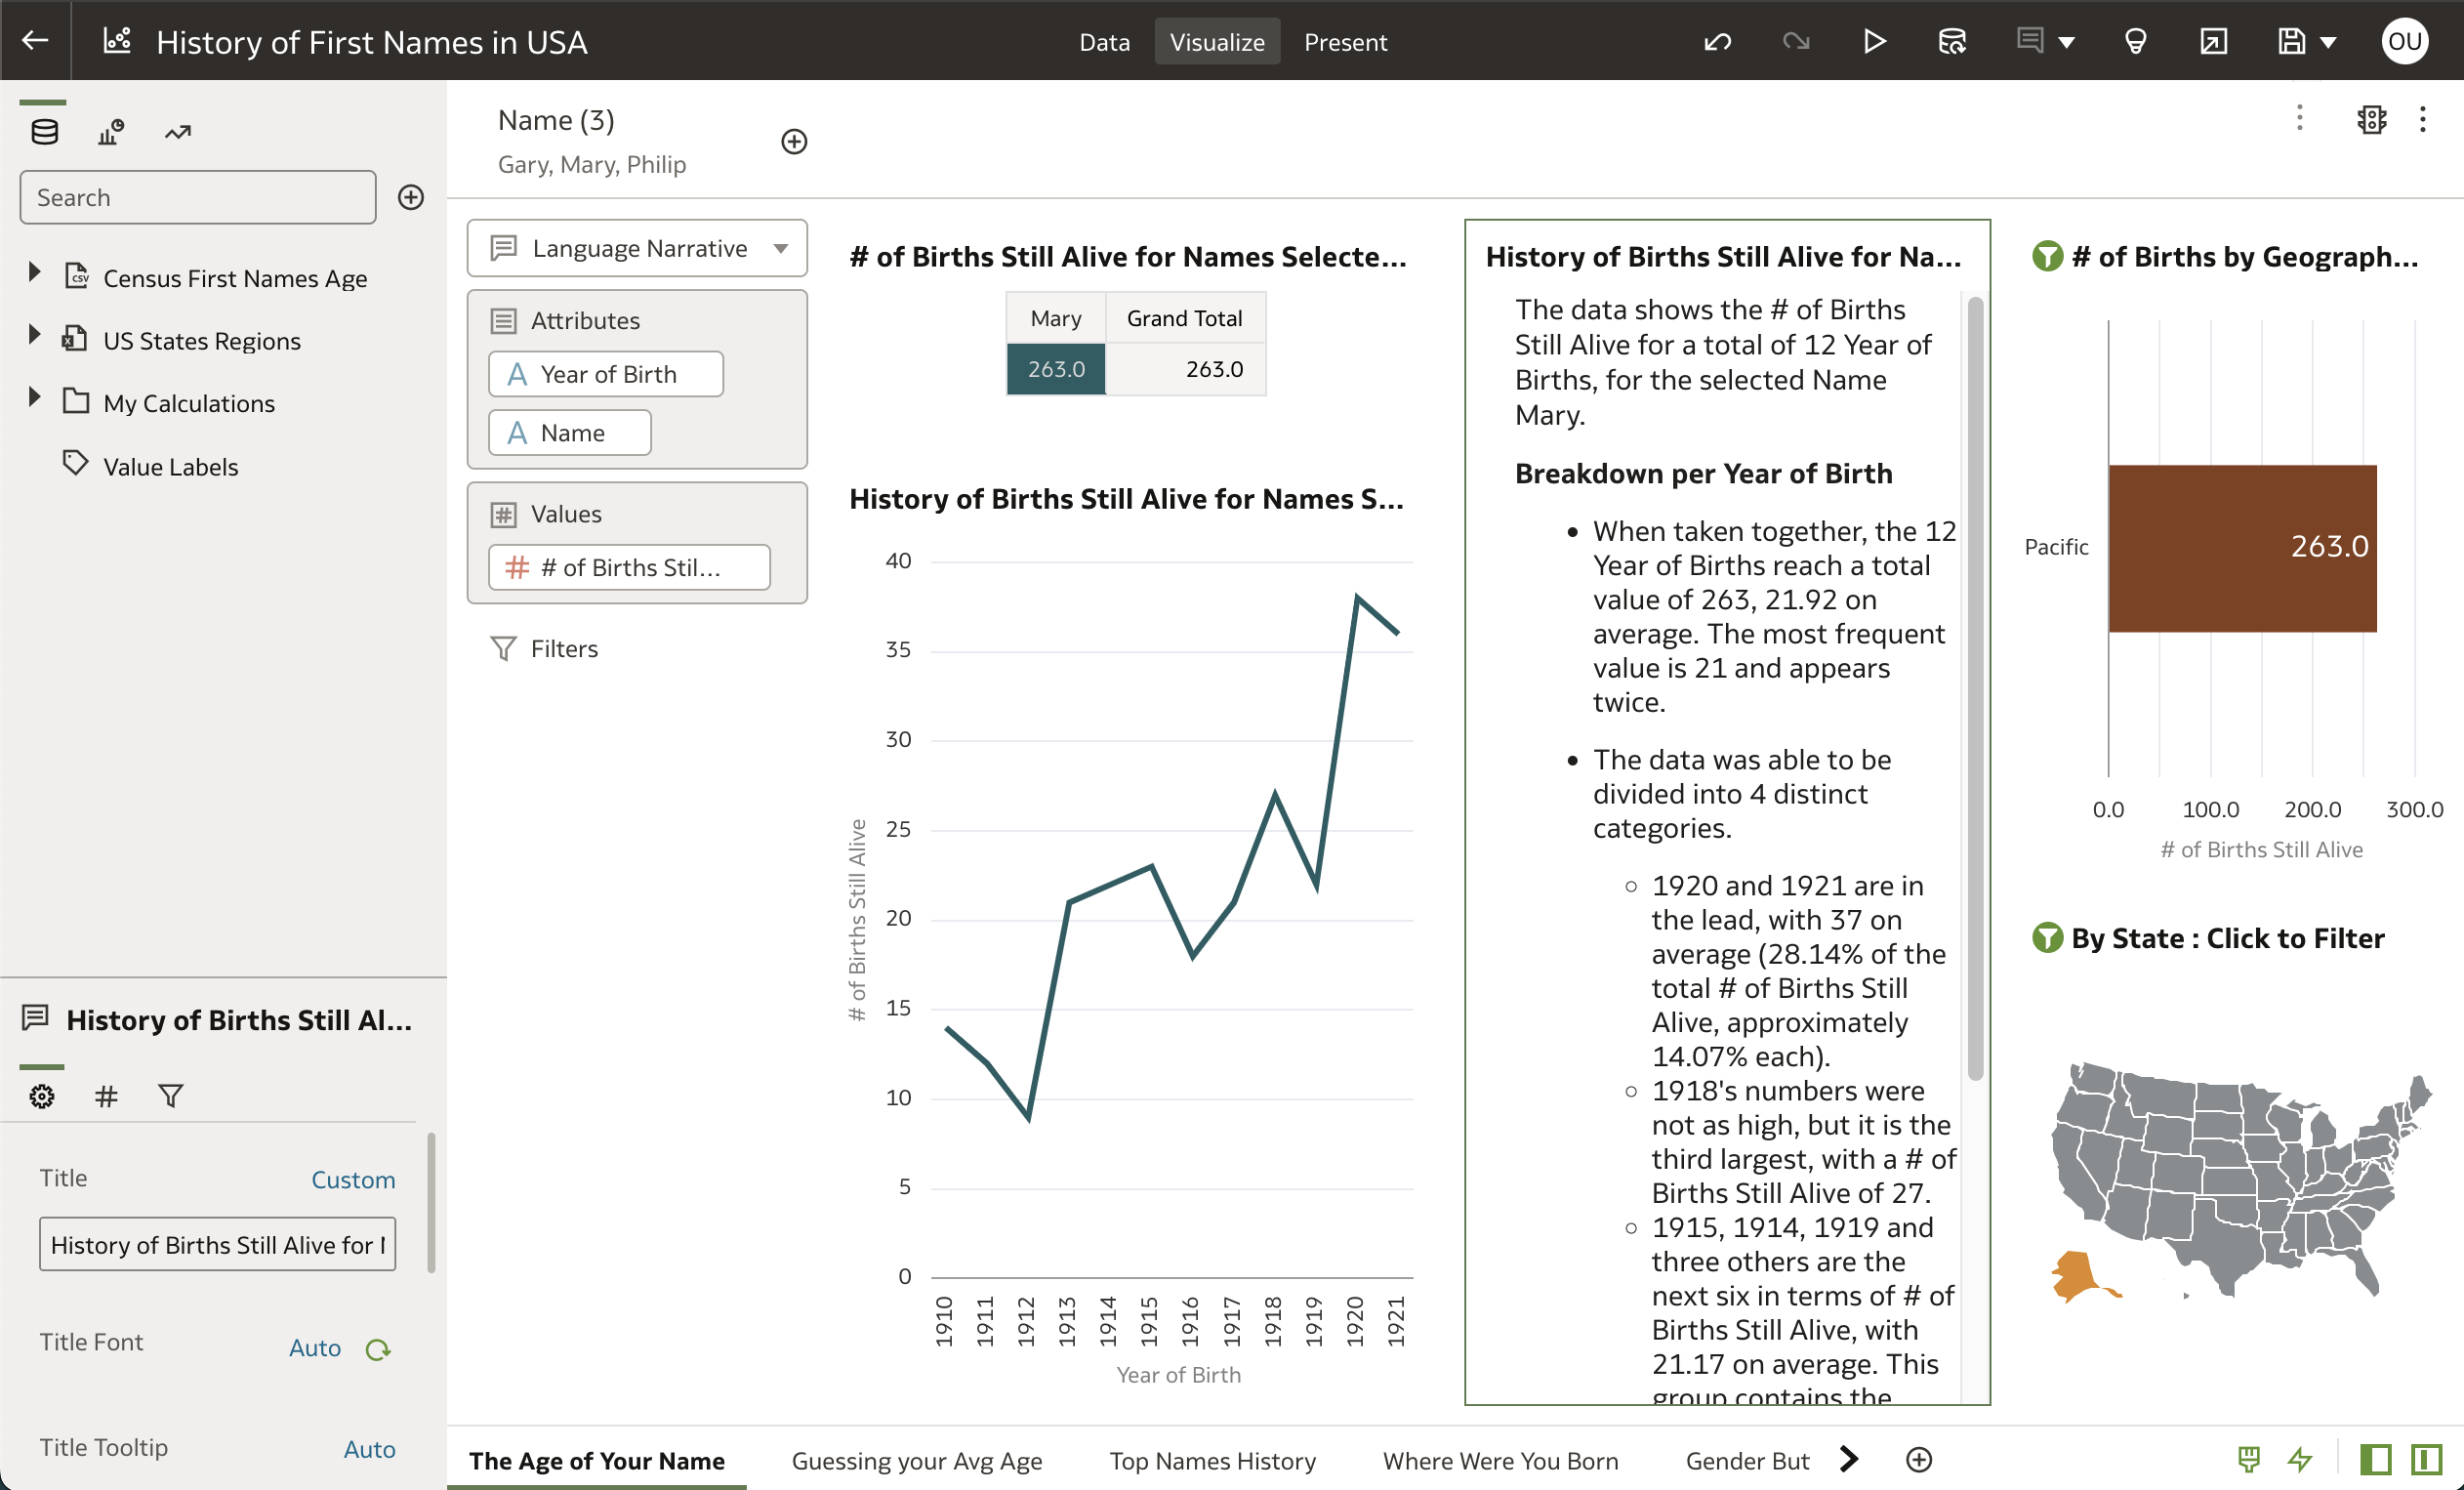 History of First Names in USA
Data
Visualize
Present
OU
Search
Census First Names Age
US States Regions
My Calculations
Value Labels
History of Births Still Al...
Title
Custom
History of Births Still Alive for
Title Font
Auto
Title Tooltip
Auto
Name (3)
Gary, Mary, Philip
Language Narrative
Attributes
A Year of Birth
A Name
Values
# # of Births Stil...
Filters
# of Births Still Alive for Names Selecte...
Mary Grand Total
263.0 263.0
History of Births Still Alive for Names S...
# of Births Still Alive
40
35
30
25
20
15
10
5
0
1910 1911 1912 1913 1914 1915 1916 1917 1918 1919 1920 1921
Year of Birth
History of Births Still Alive for Na...
The data shows the # of Births
Still Alive for a total of 12 Year of
Births, for the selected Name
Mary.
Breakdown per Year of Birth
• When taken together, the 12
Year of Births reach a total
value of 263, 21.92 on
average. The most frequent
value is 21 and appears
twice.
• The data was able to be
divided into 4 distinct
categories.
○ 1920 and 1921 are in
the lead, with 37 on
average (28.14% of the
total # of Births Still
Alive, approximately
14.07% each).
○ 1918's numbers were
not as high, but it is the
third largest, with a # of
Births Still Alive of 27.
○ 1915, 1914, 1919 and
three others are the
next six in terms of # of
Births Still Alive, with
21.17 on average. This
group contains the
# of Births by Geograph...
Pacific
263.0
0.0 100.0 200.0 300.0
# of Births Still Alive
By State : Click to Filter
The Age of Your Name
Guessing your Avg Age
Top Names History
Where Were You Born
Gender But